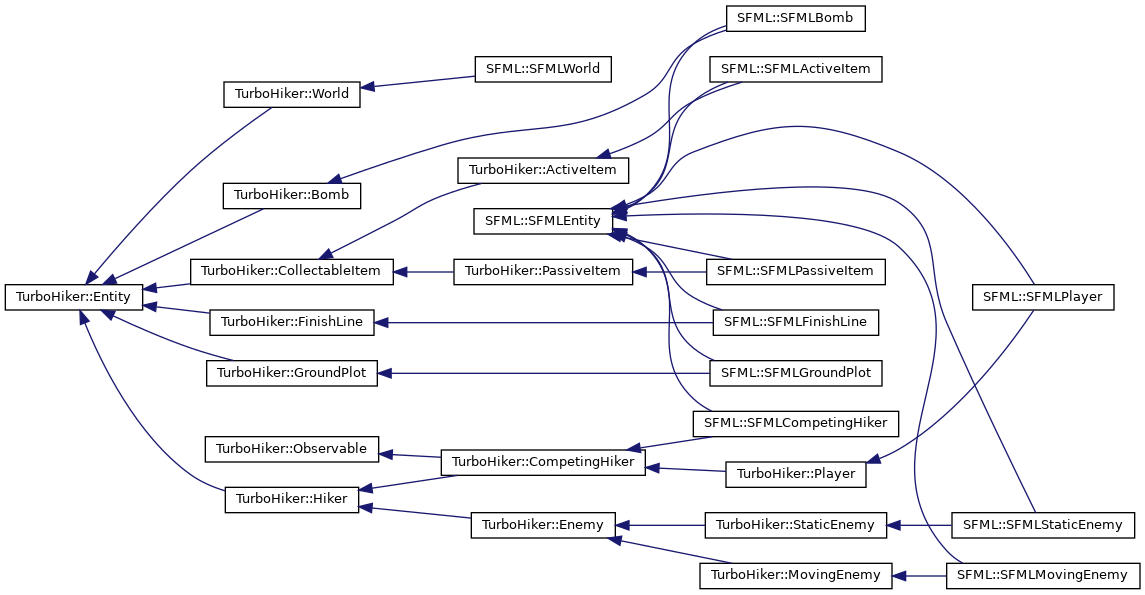 SFML::SFMLBomb
SFML::SFMLWorld
SFML::SFMLActiveItem
TurboHiker::World
TurboHiker::ActiveItem
TurboHiker::Bomb
SFML::SFMLEntity
TurboHiker::CollectableItem
TurboHiker::PassiveItem
SFML::SFMLPassiveItem
TurboHiker::Entity
SFML::SFMLPlayer
TurboHiker::FinishLine
SFML::SFMLFinishLine
TurboHiker::GroundPlot
SFML::SFMLGroundPlot
SFML::SFMLCompetingHiker
TurboHiker::Observable
TurboHiker::CompetingHiker
TurboHiker::Player
TurboHiker::Hiker
TurboHiker::Enemy
TurboHiker::StaticEnemy
SFML::SFMLStaticEnemy
TurboHiker::MovingEnemy
SFML::SFMLMovingEnemy